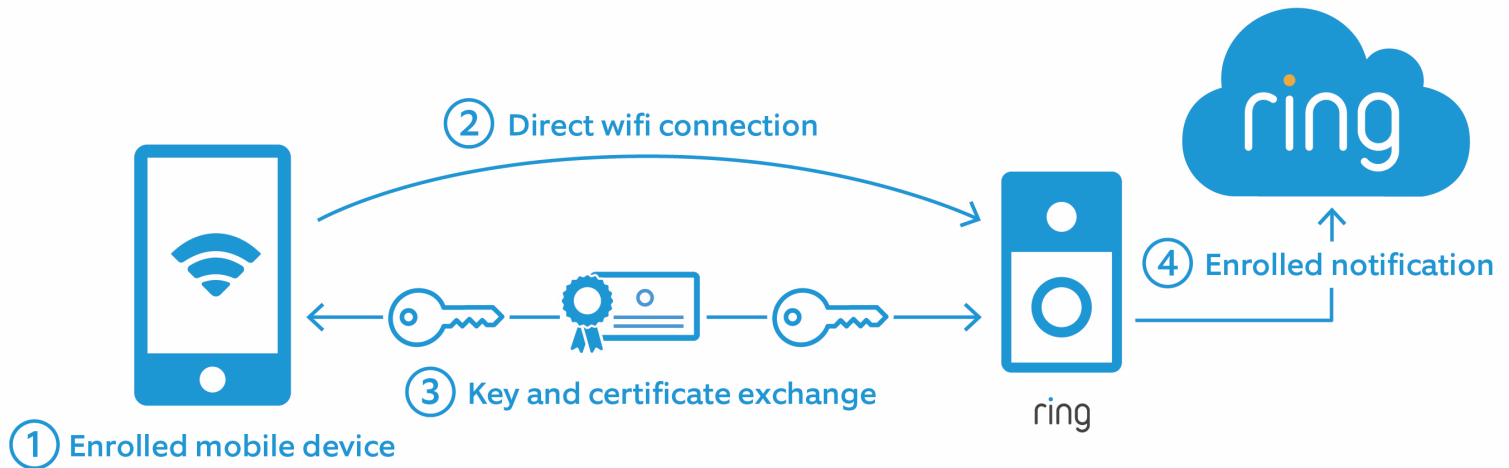 ring
2 Direct wifi connection
4 Enrolled notification
3 Key and certificate exchange
ring
1 Enrolled mobile device